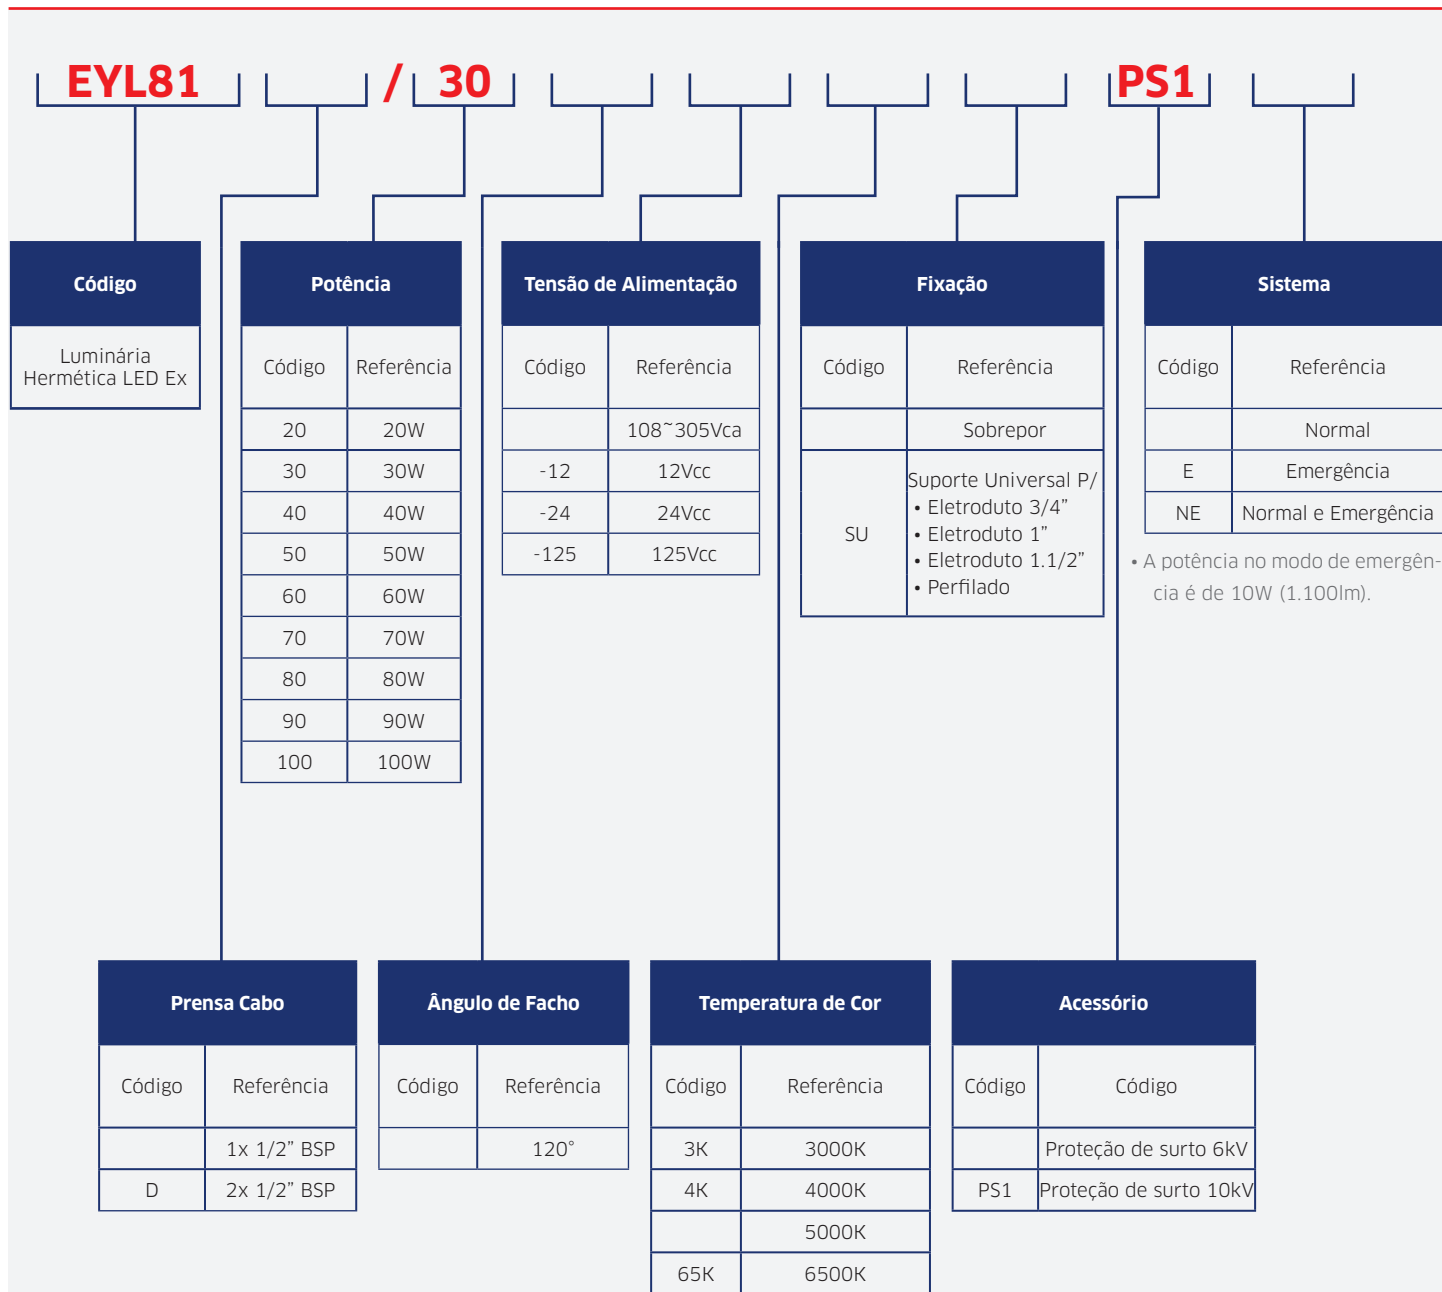 EYL81 / 30 PS1
Código
Luminária
Hermética LED Ex
Potência
Código Referência
20 20W
30 30W
40 40W
50 50W
60 60W
70 70W
80 80W
90 90W
100 100W
Tensão de Alimentação
Código Referência
108~305Vca
-12 12Vcc
-24 24Vcc
-125 125Vcc
Fixação
Código Referência
Sobrepor
SU
Suporte Universal P/
• Eletroduto 3/4”
• Eletroduto 1”
• Eletroduto 1.1/2”
• Perfilado
Sistema
Código Referência
Normal
E Emergência
NE Normal e Emergência
• A potência no modo de emergên-
cia é de 10W (1.100lm).
Prensa Cabo
Código Referência
1x 1/2” BSP
D 2x 1/2” BSP
Ângulo de Facho
Código Referência
120°
Temperatura de Cor
Código Referência
3K 3000K
4K 4000K
5000K
65K 6500K
Acessório
Código Código
Proteção de surto 6kV
PS1 Proteção de surto 10kV